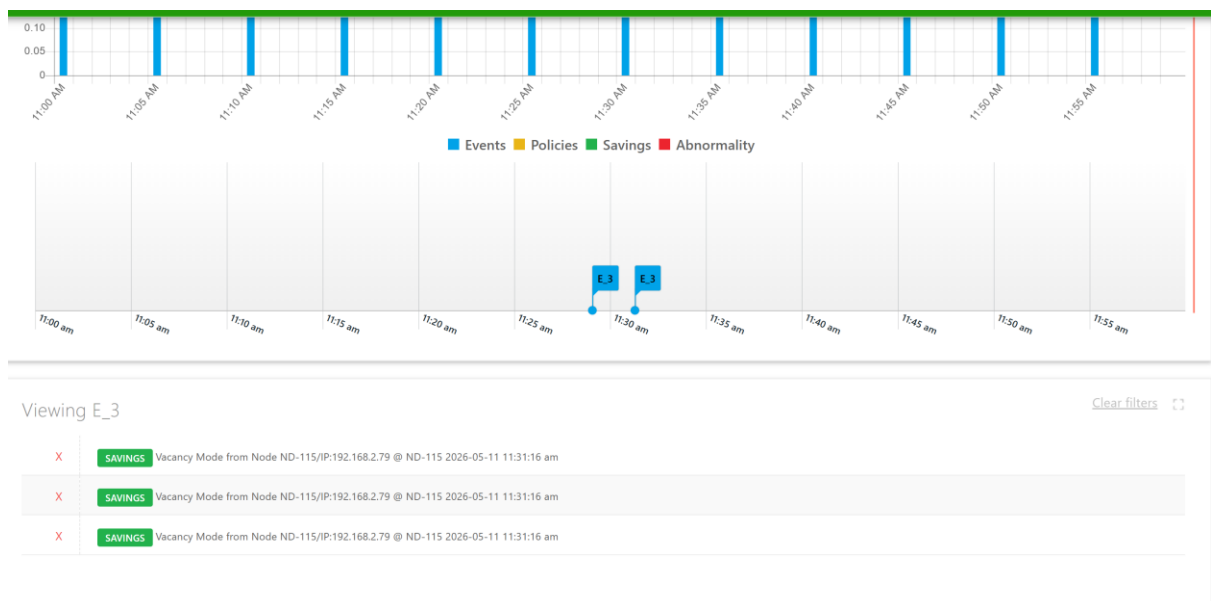 0.10
0.05
0
11:00 AM 11:05 AM 11:10 AM 11:15 AM 11:20 AM 11:25 AM 11:30 AM 11:35 AM 11:40 AM 11:45 AM 11:50 AM 11:55 AM
Events Policies Savings Abnormality
E_3 E_3
11:00 am 11:05 am 11:10 am 11:15 am 11:20 am 11:25 am 11:30 am 11:35 am 11:40 am 11:45 am 11:50 am 11:55 am
Viewing E_3 Clear filters
X SAVINGS Vacancy Mode from Node ND-115/IP:192.168.2.79 @ ND-115 2026-05-11 11:31:16 am
X SAVINGS Vacancy Mode from Node ND-115/IP:192.168.2.79 @ ND-115 2026-05-11 11:31:16 am
X SAVINGS Vacancy Mode from Node ND-115/IP:192.168.2.79 @ ND-115 2026-05-11 11:31:16 am